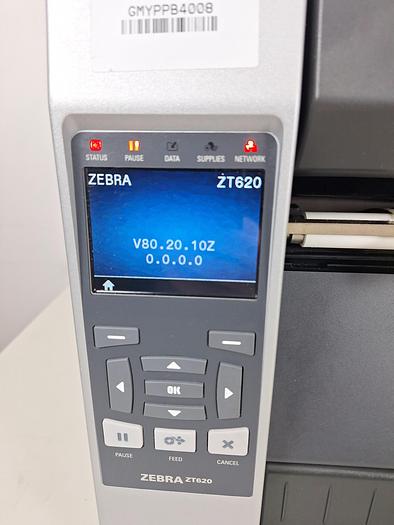 GMYPPB4008
STATUS PAUSE DATA SUPPLIES NETWORK
ZEBRA ZT620
V80.20.10Z
0.0.0.0
OK
PAUSE FEED CANCEL
ZEBRA ZT620